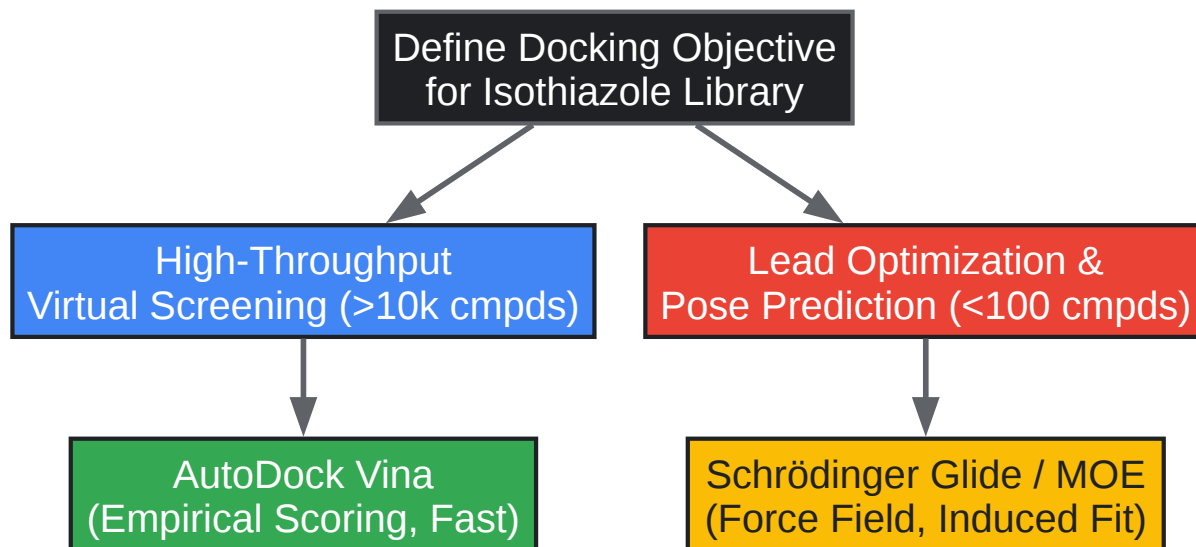 Define Docking Objective
for Isothiazole Library
High-Throughput
Virtual Screening (>10k cmpds)
Lead Optimization &
Pose Prediction (<100 cmpds)
AutoDock Vina
(Empirical Scoring, Fast)
Schrödinger Glide / MOE
(Force Field, Induced Fit)